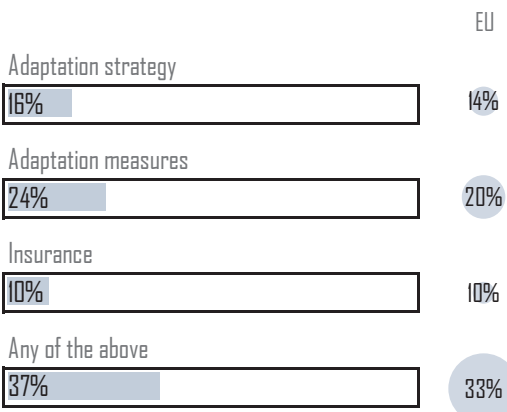 EU
Adaptation strategy
16% 14%
Adaptation measures
24% 20%
Insurance
10% 10%
Any of the above
37% 33%